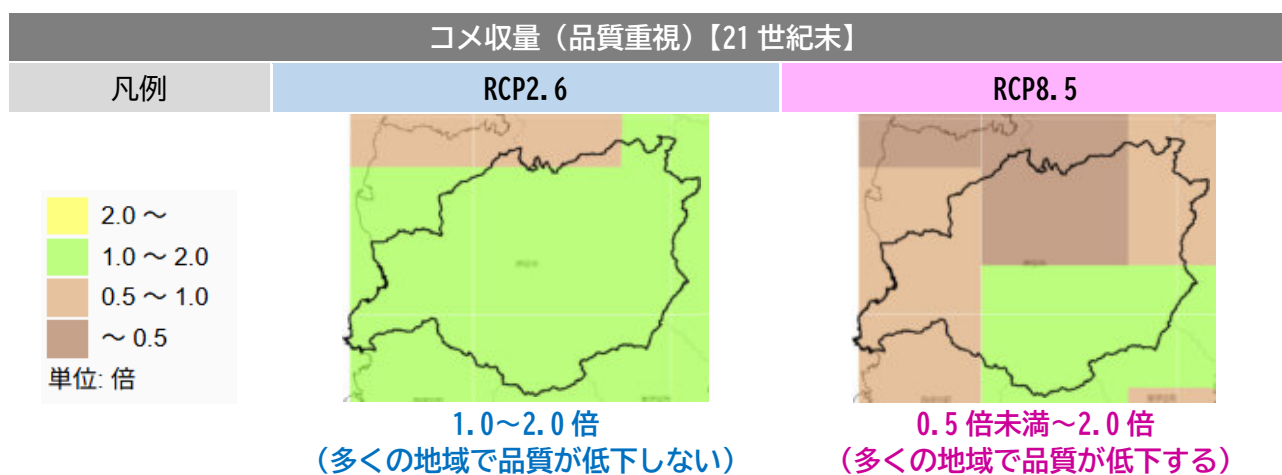 コメ収量（品質重視）【21世紀末】
凡例
RCP2.6
RCP8.5
2.0～
1.0～2.0
0.5～1.0
～0.5
単位: 倍
1.0～2.0倍
（多くの地域で品質が低下しない）
0.5倍未満～2.0倍
（多くの地域で品質が低下する）